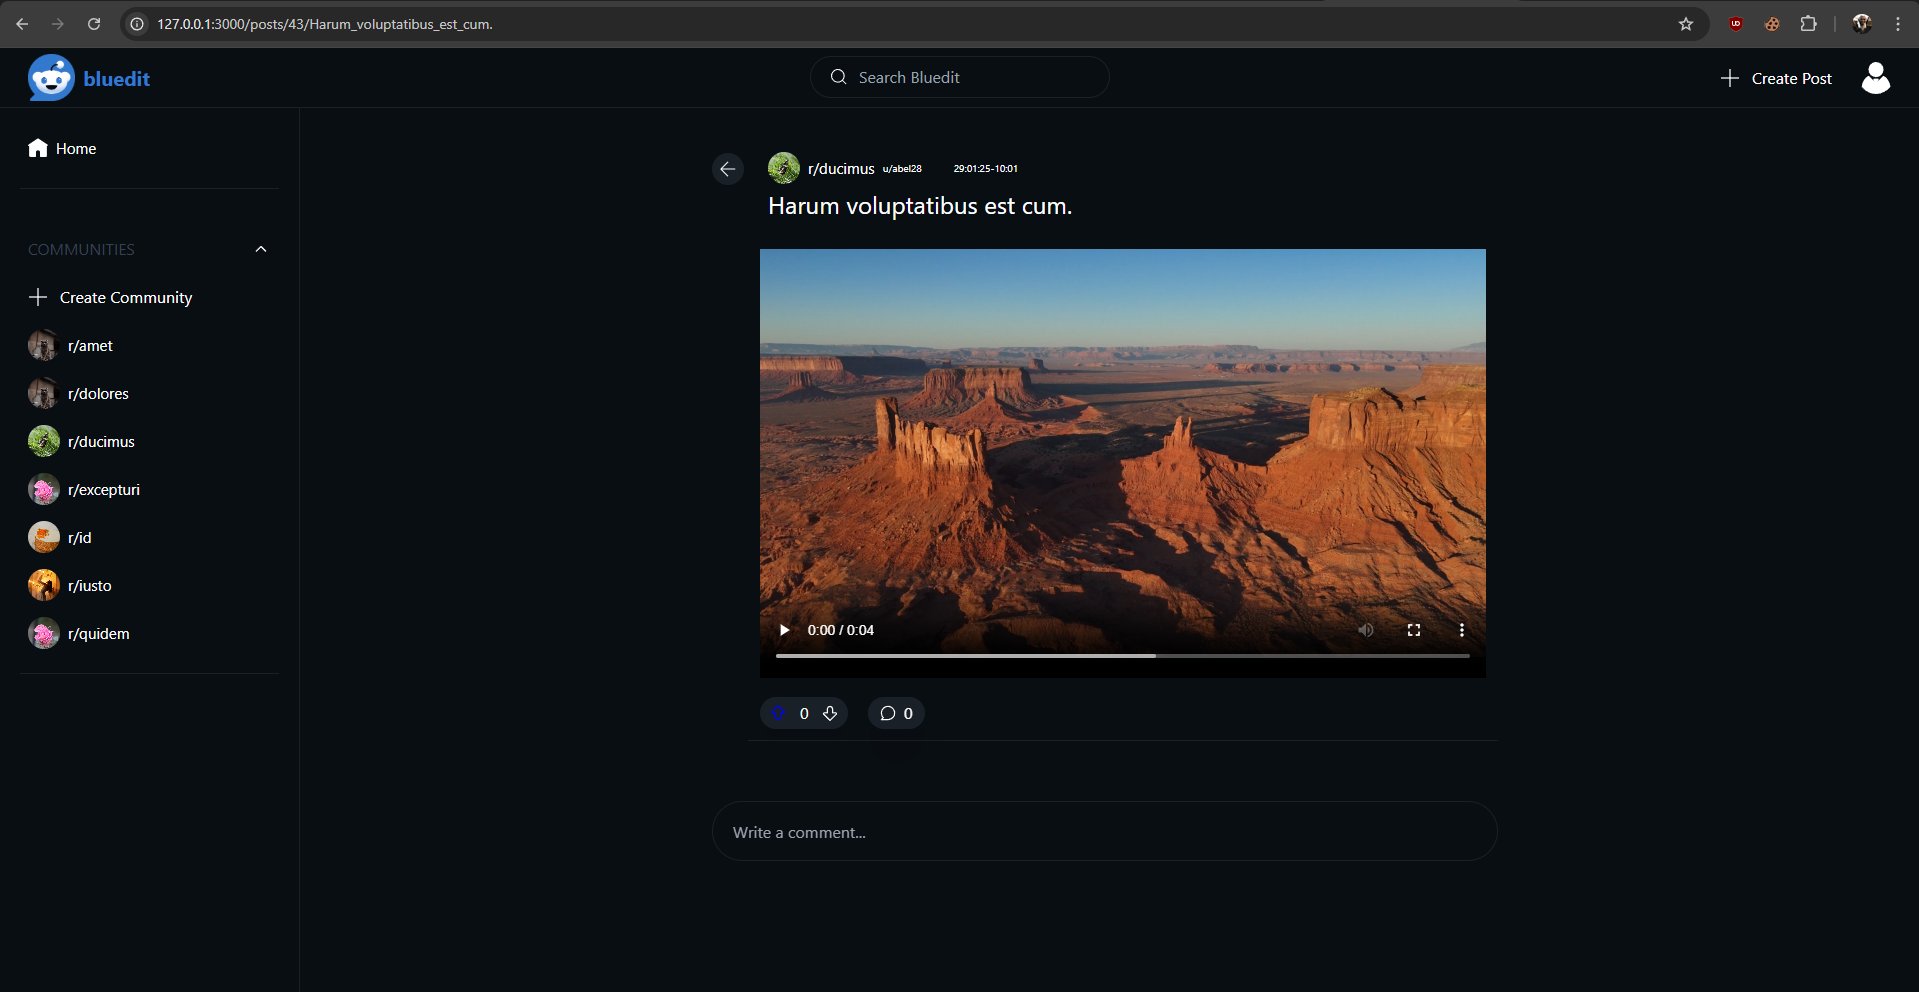 127.0.0.1:3000/posts/43/Harum_voluptatibus_est_cum.
bluedit
Search Bluedit
Create Post
Home
COMMUNITIES
Create Community
r/amet
r/dolores
r/ducimus
r/excepturi
r/id
r/iusto
r/quidem
r/ducimus u/abel28 29:01:25-10:01
Harum voluptatibus est cum.
0:00 / 0:04
0 0
Write a comment...